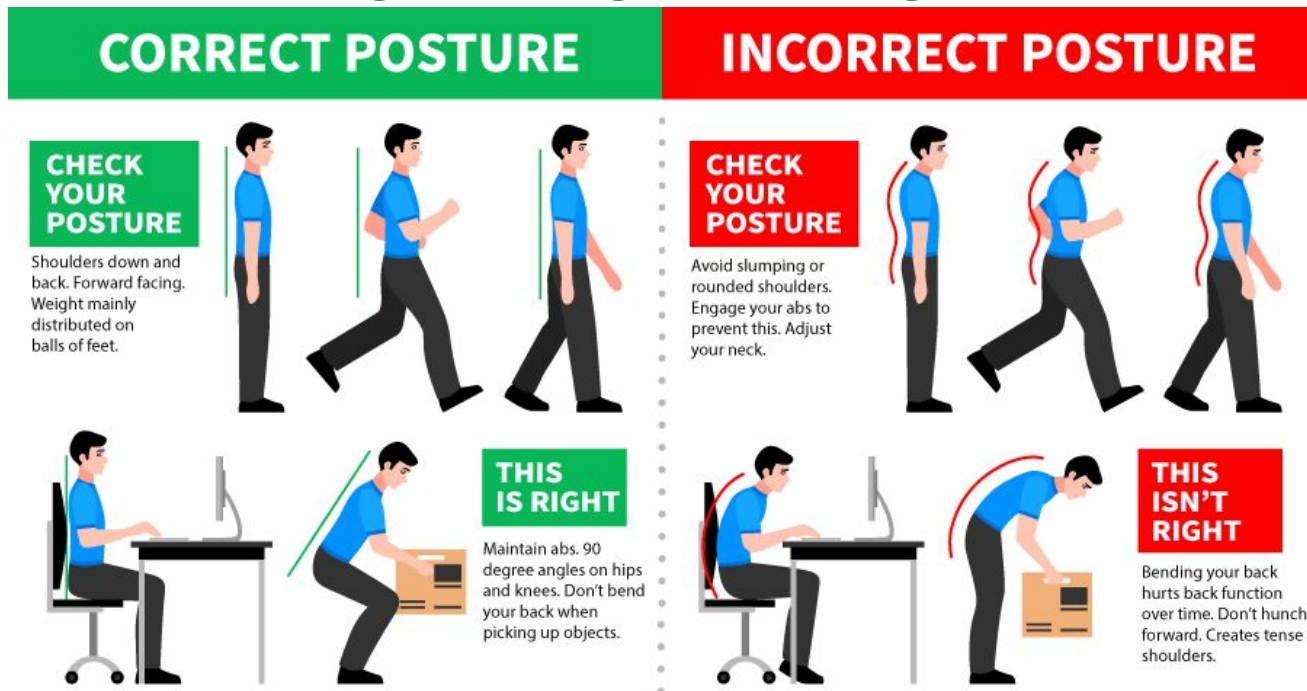 CORRECT POSTURE
CHECK
YOUR
POSTURE
Shoulders down and
back. Forward facing.
Weight mainly
distributed on
balls of feet.
THIS
IS RIGHT
Maintain abs. 90
degree angles on hips
and knees. Don't bend
your back when
picking up objects.
INCORRECT POSTURE
CHECK
YOUR
POSTURE
Avoid slumping or
rounded shoulders.
Engage your abs to
prevent this. Adjust
your neck.
THIS
ISN'T
RIGHT
Bending your back
hurts back function
over time. Don't hunch
forward. Creates tense
shoulders.